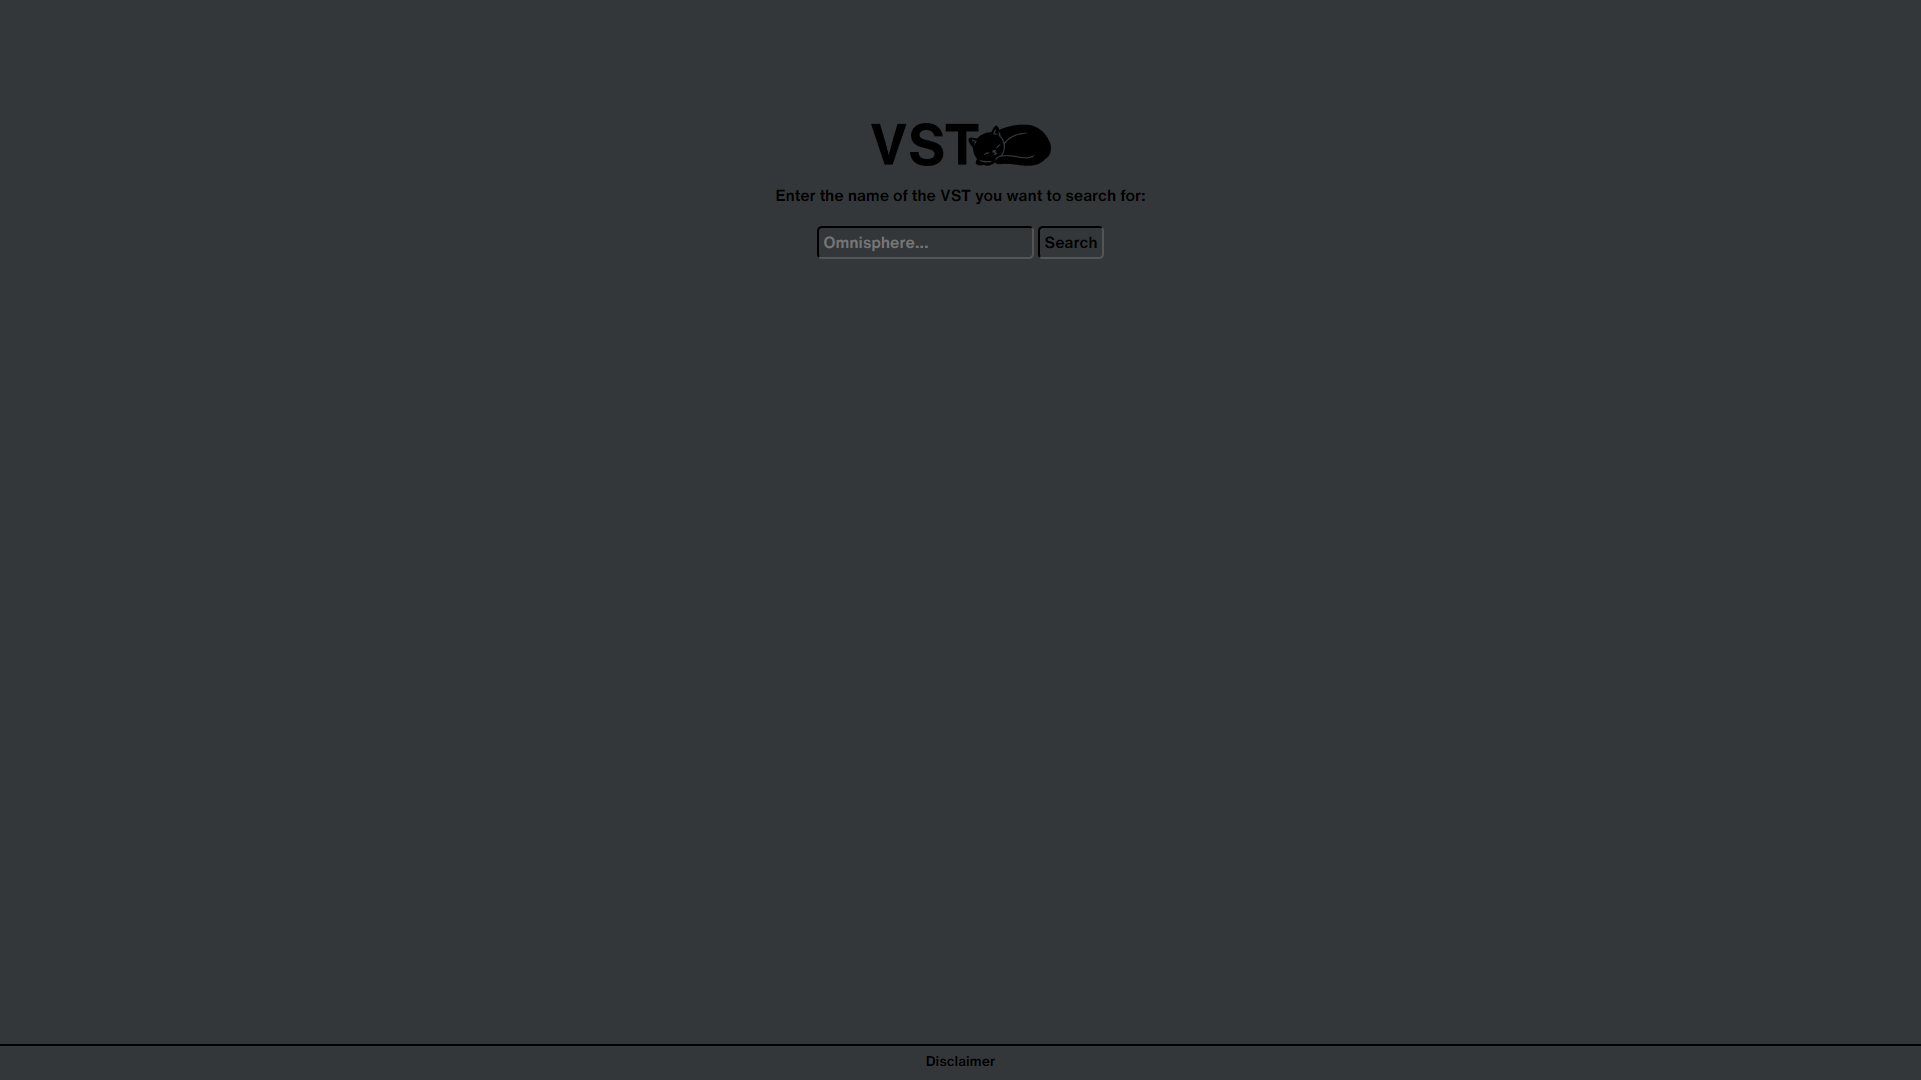 VST
Enter the name of the VST you want to search for:
Omnisphere...
Search
Disclaimer